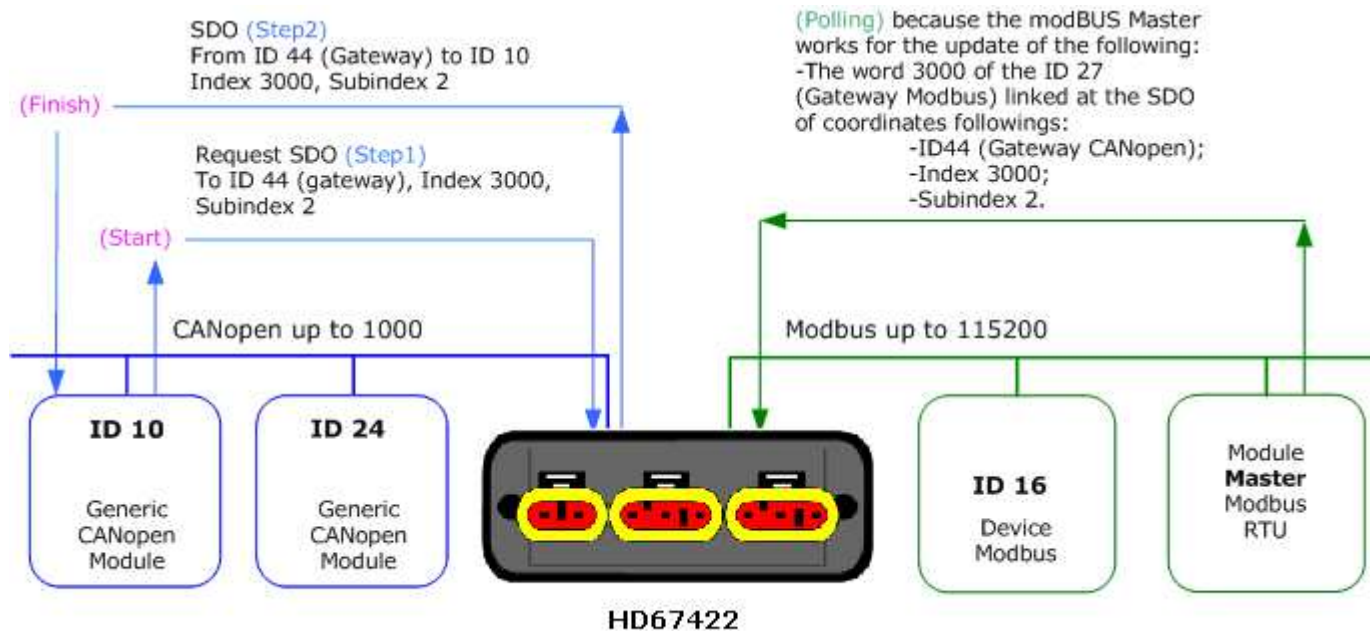 SDO (Step2)
From ID 44 (Gateway) to ID 10
Index 3000, Subindex 2
(Finish)
Request SDO (Step1)
To ID 44 (gateway), Index 3000,
Subindex 2
(Start)
(Polling) because the modBUS Master
works for the update of the following:
-The word 3000 of the ID 27
(Gateway Modbus) linked at the SDO
of coordinates followings:
-ID44 (Gateway CANopen);
-Index 3000;
-Subindex 2.
CANopen up to 1000
Modbus up to 115200
ID 10
Generic
CANopen
Module
ID 24
Generic
CANopen
Module
ID 16
Device
Modbus
Module
Master
Modbus
RTU
HD67422